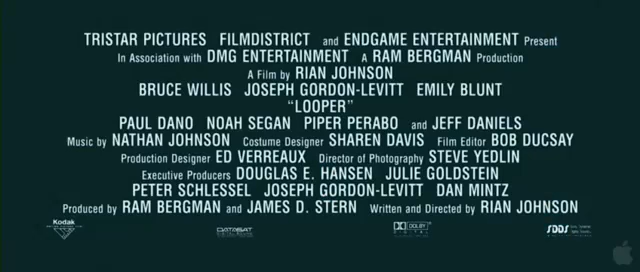 TRISTAR PICTURES FILMDISTRICT and ENDGAME ENTERTAINMENT Present
In Association with DMG ENTERTAINMENT A RAM BERGMAN Production
A Film by RIAN JOHNSON
BRUCE WILLIS JOSEPH GORDON-LEVITT EMILY BLUNT
“LOOPER”
PAUL DANO NOAH SEGAN PIPER PERABO and JEFF DANIELS
Music by NATHAN JOHNSON Costume Designer SHAREN DAVIS Film Editor BOB DUCSAY
Production Designer ED VERREAUX Director of Photography STEVE YEDLIN
Executive Producers DOUGLAS E. HANSEN JULIE GOLDSTEIN
PETER SCHLESSEL JOSEPH GORDON-LEVITT DAN MINTZ
Produced by RAM BERGMAN and JAMES D. STERN Written and Directed by RIAN JOHNSON
Kodak DATASAT DOLBY DIGITAL SDDS